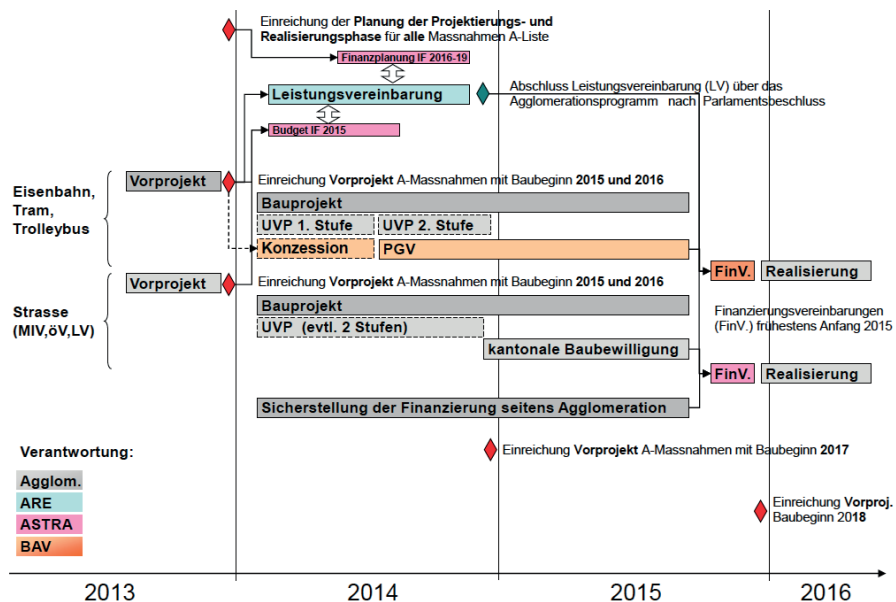 Einreichung der Planung der Projektierungs- und
Realisierungsphase für alle Massnahmen A-Liste
Finanzplanung IF 2016-19
Leistungsvereinbarung
Abschluss Leistungsvereinbarung (LV) über das
Agglomerationsprogramm nach Parlamentsbeschluss
Budget IF 2015
Eisenbahn,
Tram,
Trolleybus
Vorprojekt
Einreichung Vorprojekt A-Massnahmen mit Baubeginn 2015 und 2016
Bauprojekt
UVP 1. Stufe
UVP 2. Stufe
Konzession
PGV
FinV.
Realisierung
Strasse
(MIV,öV,LV)
Vorprojekt
Einreichung Vorprojekt A-Massnahmen mit Baubeginn 2015 und 2016
Bauprojekt
UVP (evtl. 2 Stufen)
kantonale Baubewilligung
Finanzierungsvereinbarungen
(FinV.) frühestens Anfang 2015
FinV.
Realisierung
Sicherstellung der Finanzierung seitens Agglomeration
Einreichung Vorprojekt A-Massnahmen mit Baubeginn 2017
Einreichung Vorproj.
Baubeginn 2018
Verantwortung:
Agglom.
ARE
ASTRA
BAV
2013
2014
2015
2016